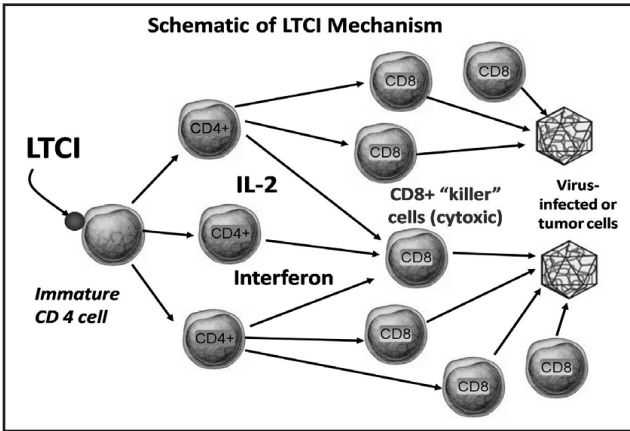 Schematic of LTCI Mechanism
CD8
CD8
CD4+
LTCI
CD8
IL-2
CD8+ “killer”
cells (cytoxic)
Virus-
infected or
tumor cells
CD4+
CD8
Interferon
Immature
CD 4 cell
CD4+
CD8
CD8
CD8